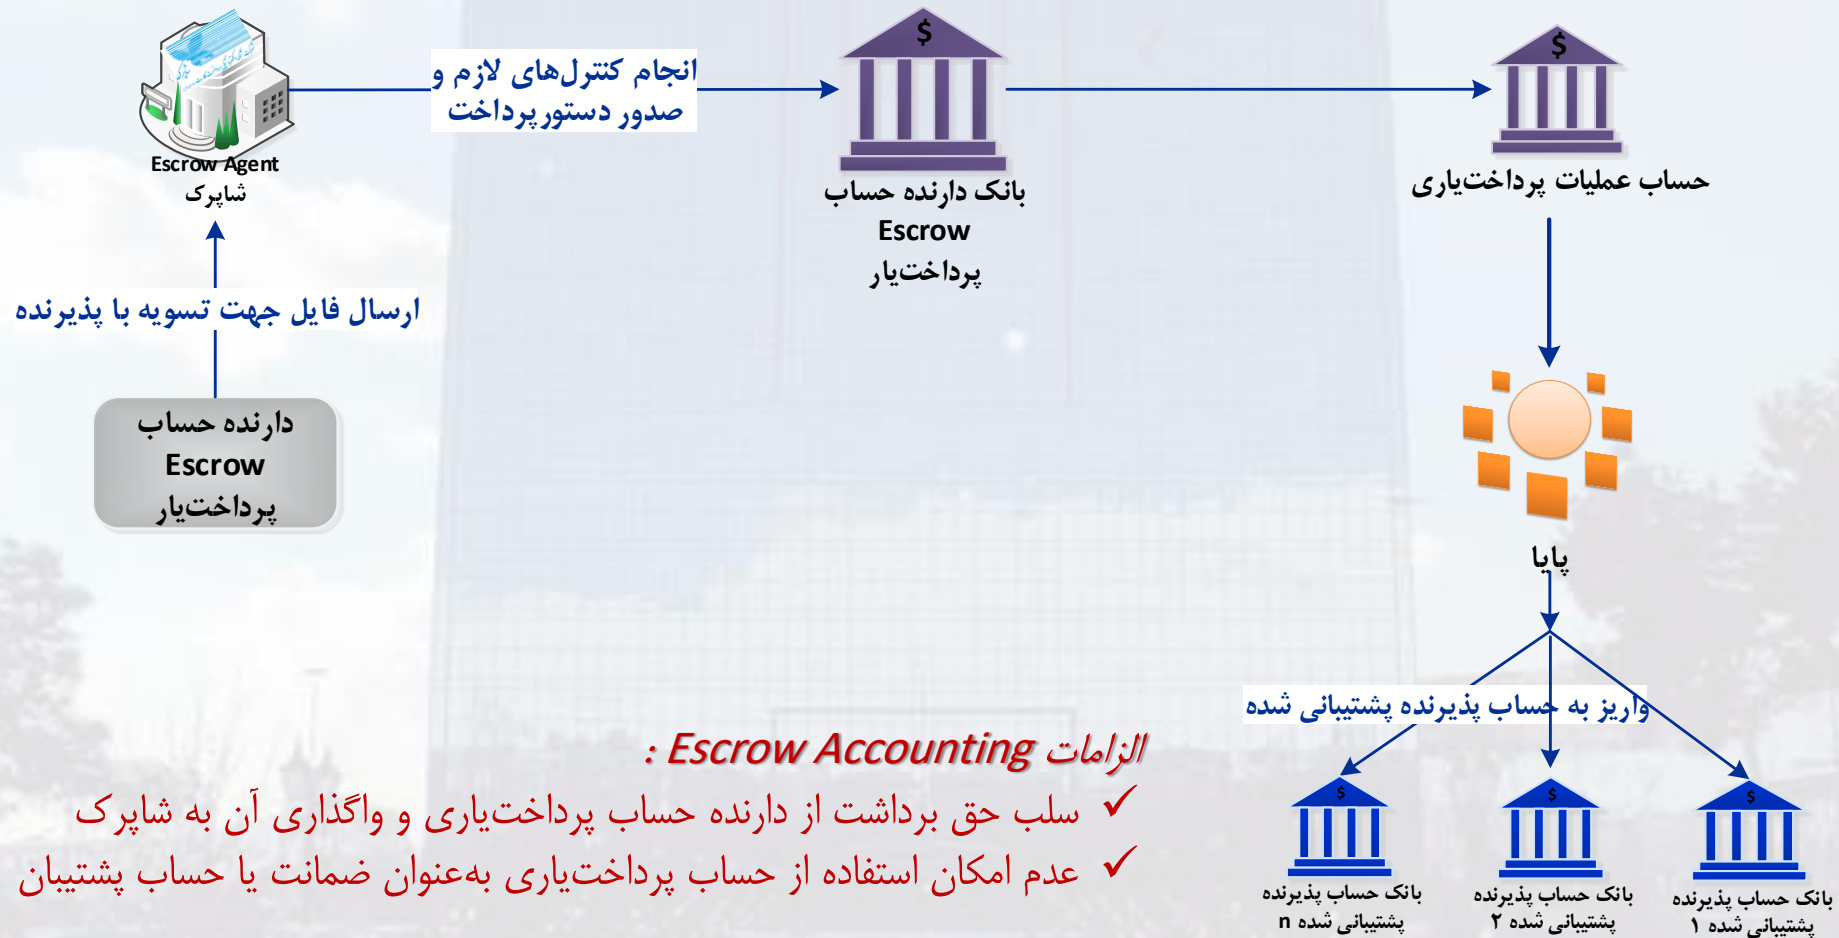 انجام کنترل‌های لازم و
صدور دستورپرداخت
Escrow Agent
شاپرک
بانک دارنده حساب
Escrow
پرداخت‌یار
حساب عملیات پرداخت‌یاری
ارسال فایل جهت تسویه با پذیرنده
دارنده حساب
Escrow
پرداخت‌یار
پایا
واریز به حساب پذیرنده پشتیبانی شده
الزامات Escrow Accounting :
✓ سلب حق برداشت از دارنده حساب پرداخت‌یاری و واگذاری آن به شاپرک
✓ عدم امکان استفاده از حساب پرداخت‌یاری به‌عنوان ضمانت یا حساب پشتیبان
بانک حساب پذیرنده
پشتیبانی شده ۱
بانک حساب پذیرنده
پشتیبانی شده ۲
بانک حساب پذیرنده
پشتیبانی شده n